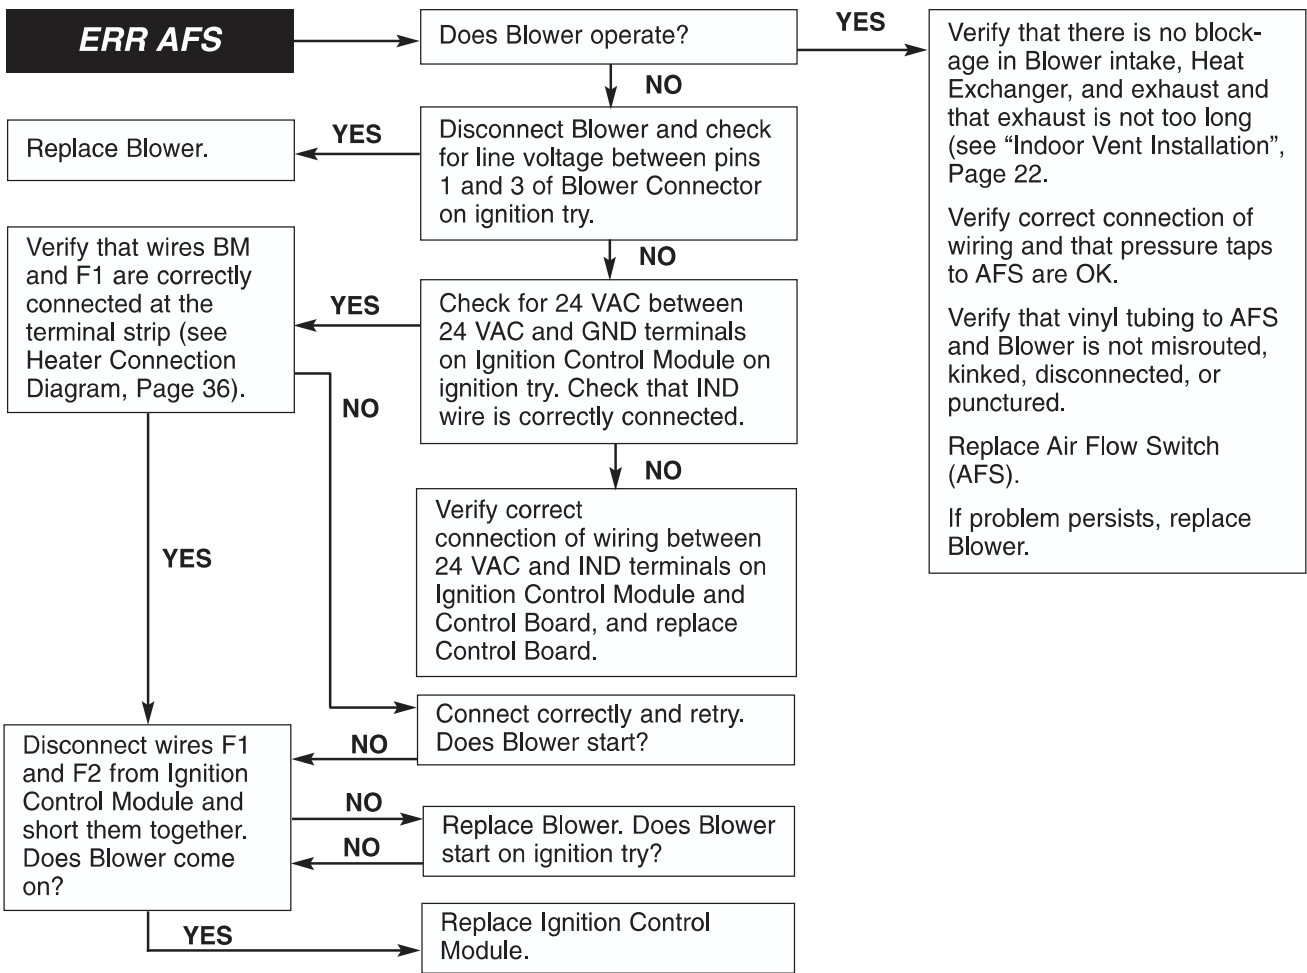 ERR AFS
Does Blower operate?
YES
Verify that there is no block-
age in Blower intake, Heat
Exchanger, and exhaust and
that exhaust is not too long
(see “Indoor Vent Installation”,
Page 22.
Verify correct connection of
wiring and that pressure taps
to AFS are OK.
Verify that vinyl tubing to AFS
and Blower is not misrouted,
kinked, disconnected, or
punctured.
Replace Air Flow Switch
(AFS).
If problem persists, replace
Blower.
NO
Disconnect Blower and check
for line voltage between pins
1 and 3 of Blower Connector
on ignition try.
YES
Replace Blower.
NO
Check for 24 VAC between
24 VAC and GND terminals
on Ignition Control Module on
ignition try. Check that IND
wire is correctly connected.
YES
Verify that wires BM
and F1 are correctly
connected at the
terminal strip (see
Heater Connection
Diagram, Page 36).
NO
NO
Verify correct
connection of wiring between
24 VAC and IND terminals on
Ignition Control Module and
Control Board, and replace
Control Board.
YES
Connect correctly and retry.
Does Blower start?
NO
Disconnect wires F1
and F2 from Ignition
Control Module and
short them together.
Does Blower come
on?
NO
Replace Blower. Does Blower
start on ignition try?
NO
YES
Replace Ignition Control
Module.